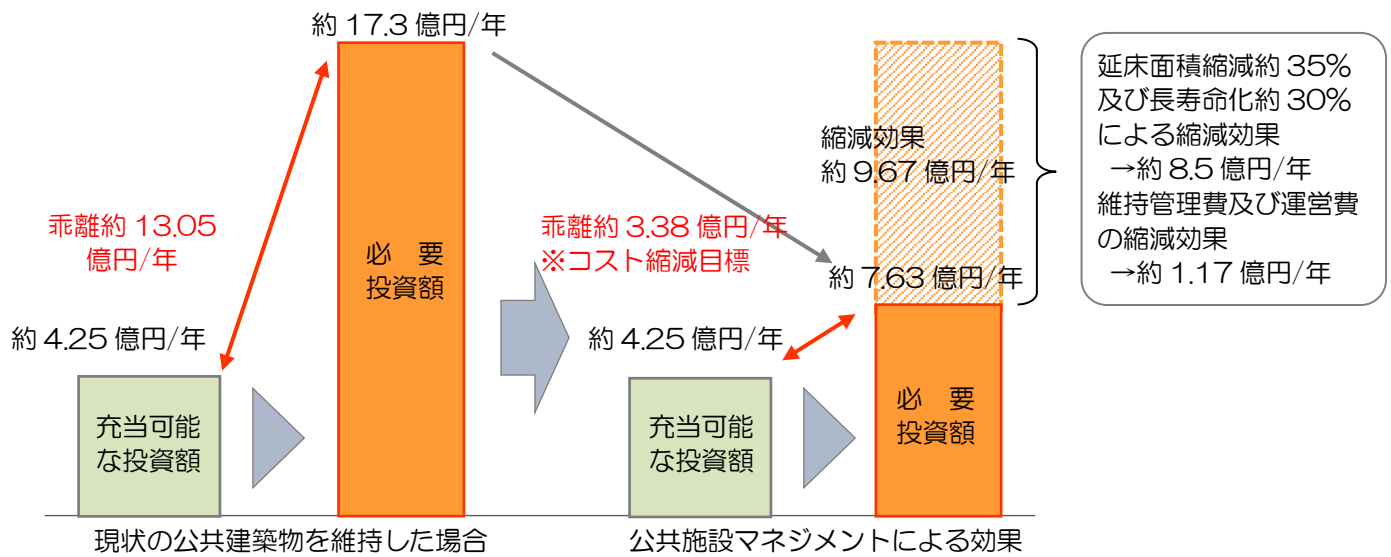 約 17.3 億円/年
乖離約 13.05
億円/年
必　要
投資額
約 4.25 億円/年
充当可能
な投資額
現状の公共建築物を維持した場合
乖離約 3.38 億円/年
※コスト縮減目標
縮減効果
約 9.67 億円/年
約 7.63 億円/年
約 4.25 億円/年
充当可能
な投資額
必　要
投資額
公共施設マネジメントによる効果
延床面積縮減約 35%
及び長寿命化約 30%
による縮減効果
→約 8.5 億円/年
維持管理費及び運営費
の縮減効果
→約 1.17 億円/年